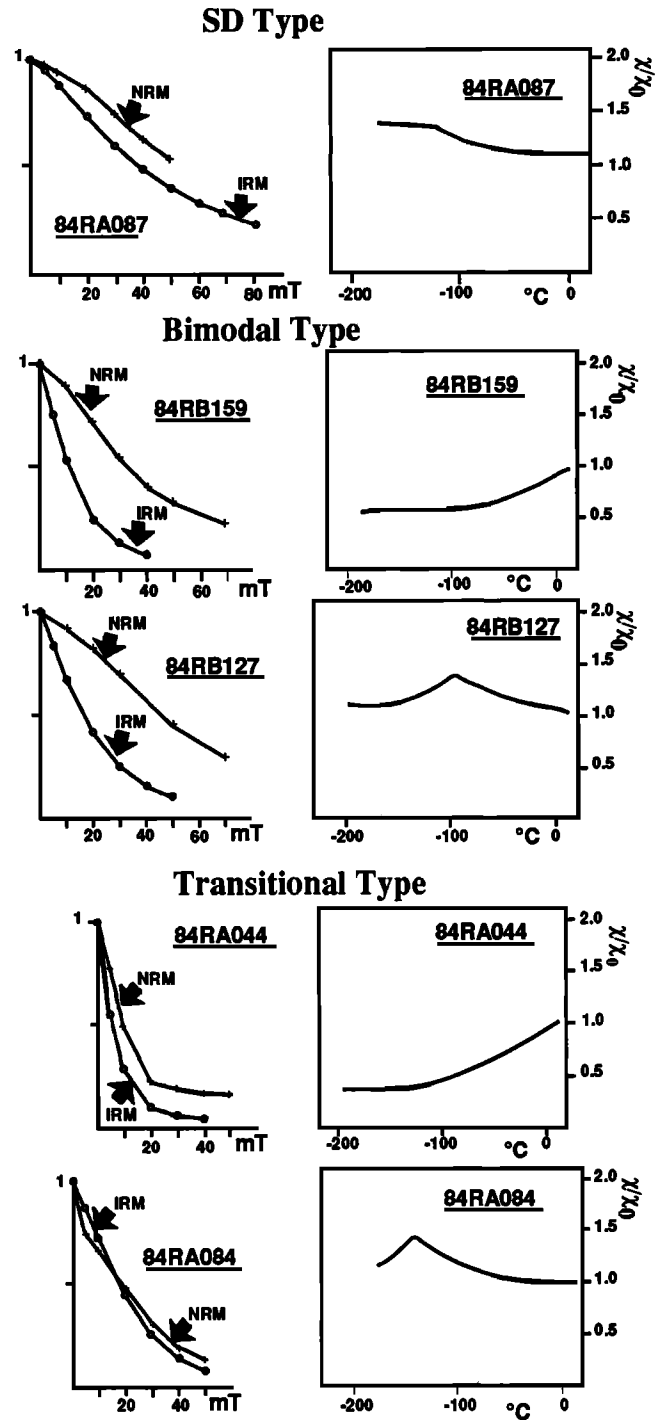 SD Type
1
NRM
IRM
84RA087
20 40 60 80
mT
84RA087
2.0
1.5
1.0
0.5
χ/χ0
-200 -100 °C 0
Bimodal Type
1
NRM
84RB159
IRM
20 40 60
mT
84RB159
2.0
1.5
1.0
0.5
χ/χ0
-200 -100 °C 0
1
NRM
84RB127
IRM
20 40 60
mT
84RB127
2.0
1.5
1.0
0.5
χ/χ0
-200 -100 °C 0
Transitional Type
1
84RA044
NRM
IRM
20 40
mT
84RA044
2.0
1.5
1.0
0.5
χ/χo
-200 -100 °C 0
1
IRM
84RA084
NRM
20 40
mT
84RA084
2.0
1.5
1.0
0.5
χ/χ0
-200 -100 °C 0